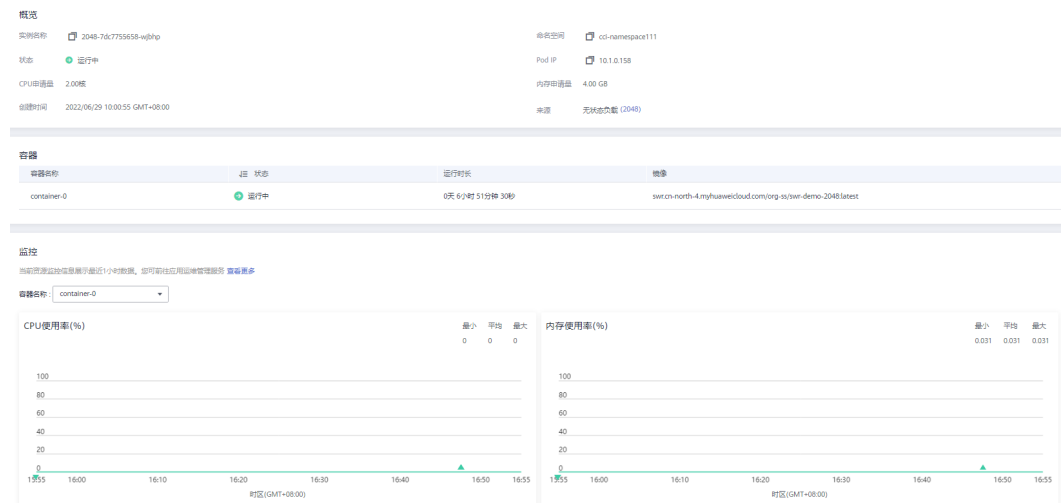 概览
实例名称 2048-7dc7755658-wjbhp 命名空间 cci-namespace111
状态 运行中 Pod IP 10.1.0.158
CPU申请量 2.00核 内存申请量 4.00 GB
创建时间 2022/06/29 10:00:55 GMT+08:00 来源 无状态负载 (2048)
容器
容器名称 状态 运行时长 镜像
container-0 运行中 0天 6小时 51分钟 30秒 swr.cn-north-4.myhuaweicloud.com/org-ss/swr-demo-2048:latest
监控
当前资源监控信息展示最近1小时数据，您可前往应用运维管理服务 查看更多
容器名称 : container-0
CPU使用率(%) 最小 平均 最大
0 0 0
100
80
60
40
20
0
15:55 16:00 16:10 16:20 16:30 16:40 16:50 16:55
时区(GMT+08:00)
内存使用率(%) 最小 平均 最大
0.031 0.031 0.031
100
80
60
40
20
0
15:55 16:00 16:10 16:20 16:30 16:40 16:50 16:55
时区(GMT+08:00)